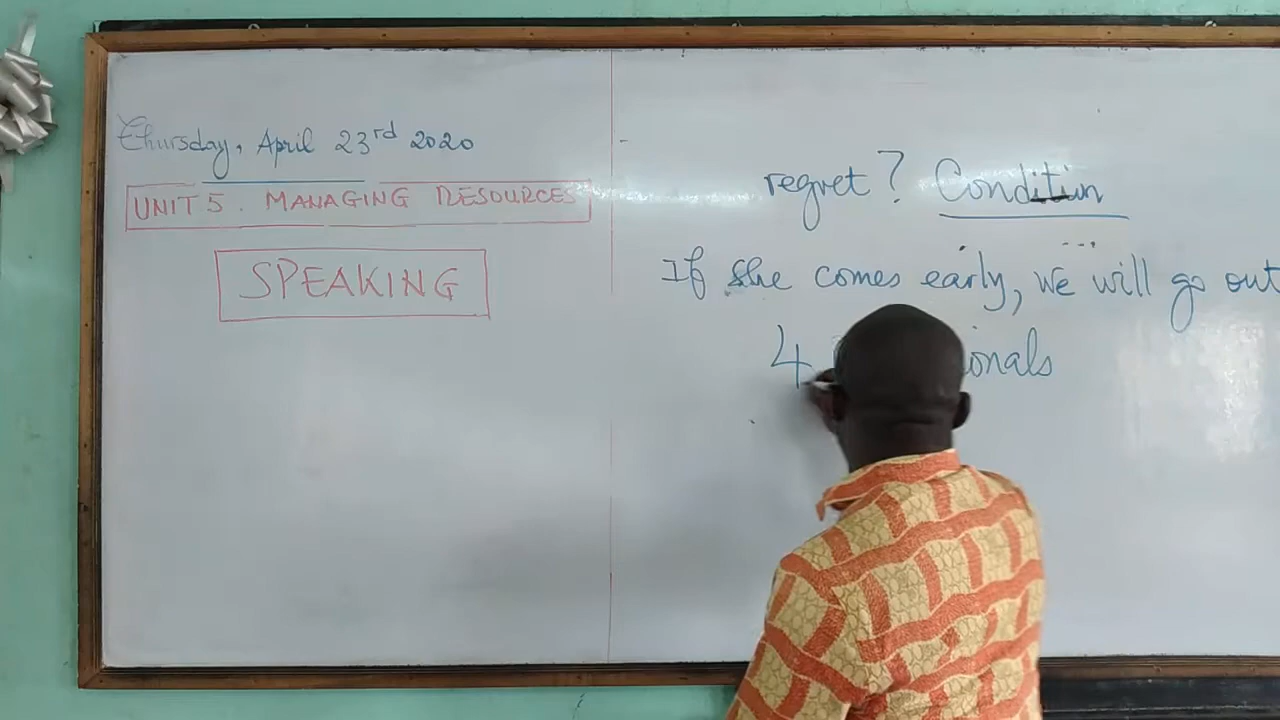 Thursday, April 23rd 2020
UNIT 5. MANAGING RESOURCES
SPEAKING
regret? Condition
If she comes early, We will go out
4 onals